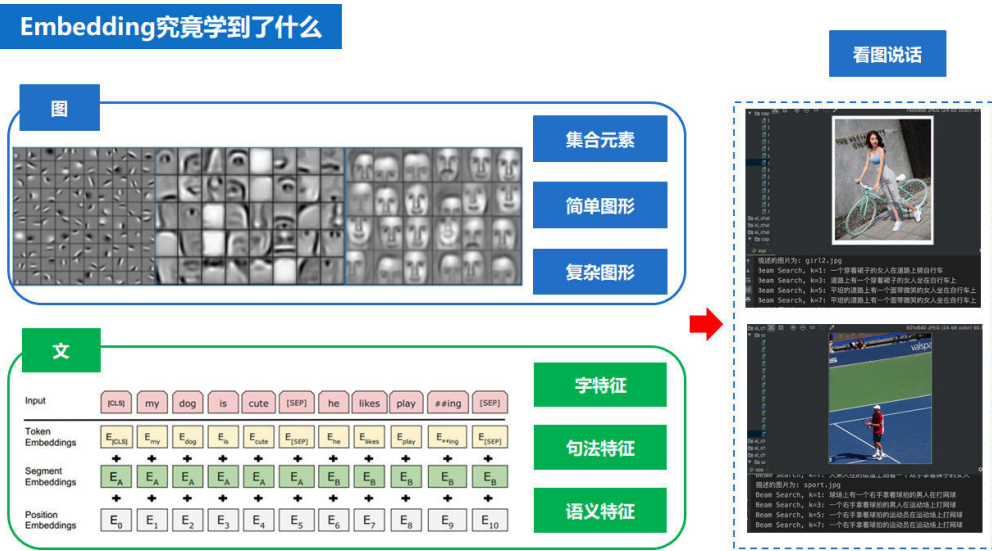 Embedding究竟学到了什么
看图说话
图
集合元素
简单图形
复杂图形
描述的图片为: girl2.jpg
Beam Search, k=1: 一个穿着裙子的女人在道路上骑自行车
Beam Search, k=3: 道路上有一个穿着裙子的女人坐在自行车上
Beam Search, k=5: 平坦的道路上有一个面带微笑的女人坐在自行车上
Beam Search, k=7: 平坦的道路上有一个面带微笑的女人坐在自行车上
文
Input
[CLS] my dog is cute [SEP] he likes play ##ing [SEP]
Token
Embeddings
E[CLS] Emy Edog Eis Ecute E[SEP] Ehe Elikes Eplay E##ing E[SEP]
+ + + + + + + + + + +
Segment
Embeddings
EA EA EA EA EA EA EB EB EB EB EB
+ + + + + + + + + + +
Position
Embeddings
E0 E1 E2 E3 E4 E5 E6 E7 E8 E9 E10
字特征
句法特征
语义特征
valspa
描述的图片为: sport.jpg
Beam Search, k=1: 球场上有一个右手拿着球拍的男人在打网球
Beam Search, k=3: 一个右手拿着球拍的男人在运动场上打网球
Beam Search, k=5: 一个右手拿着球拍的运动员在运动场上打网球
Beam Search, k=7: 一个右手拿着球拍的运动员在运动场上打网球